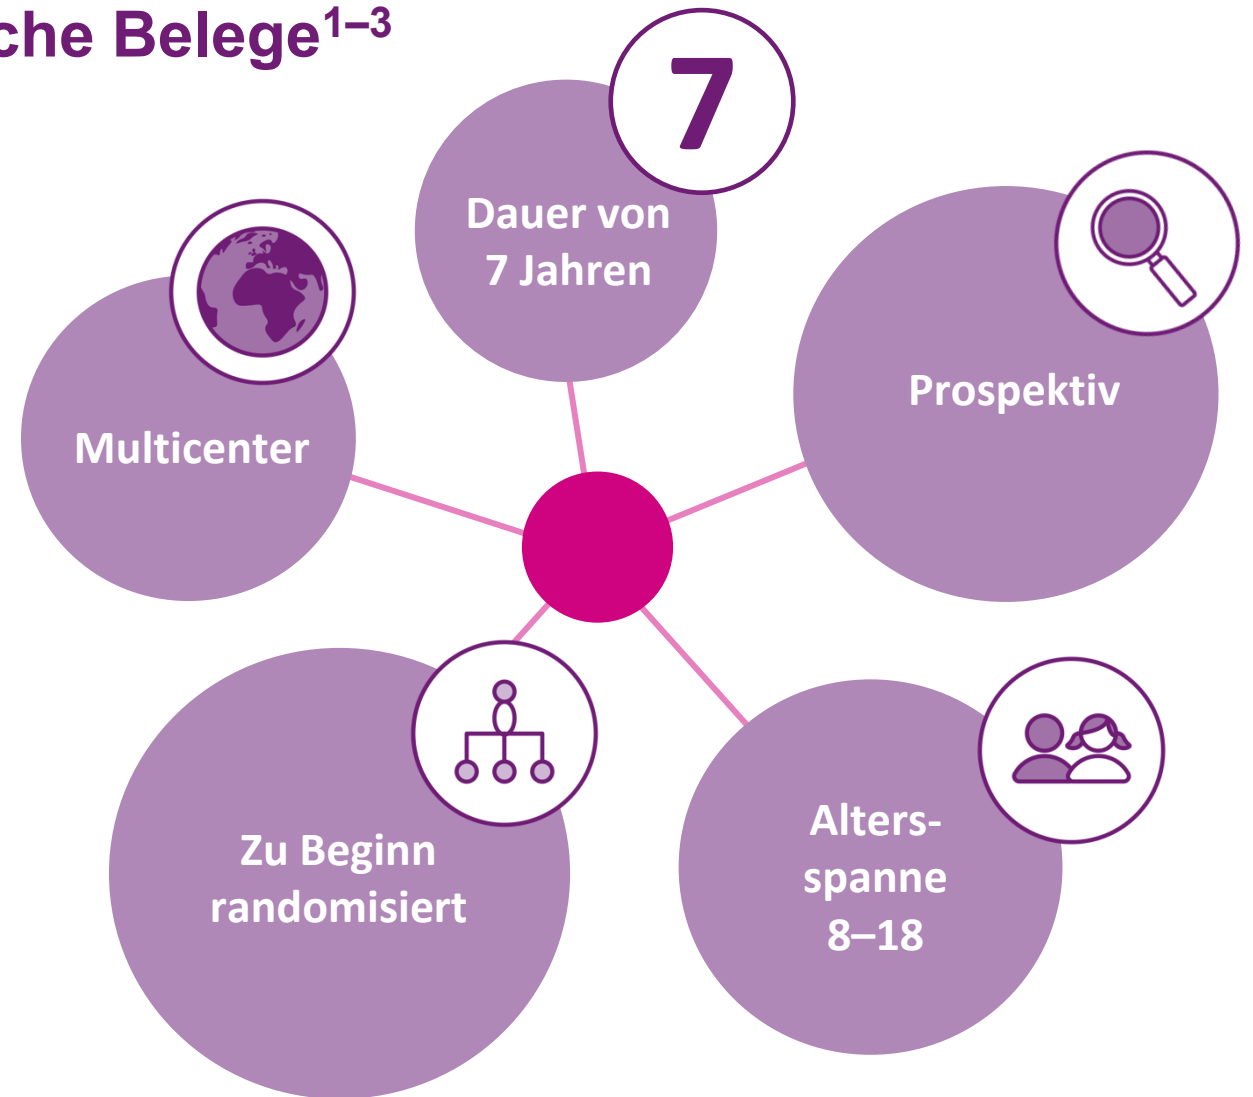 che Belege¹⁻³
7
Dauer von
7 Jahren
Prospektiv
Multicenter
Zu Beginn
randomisiert
Alters-
spanne
8–18